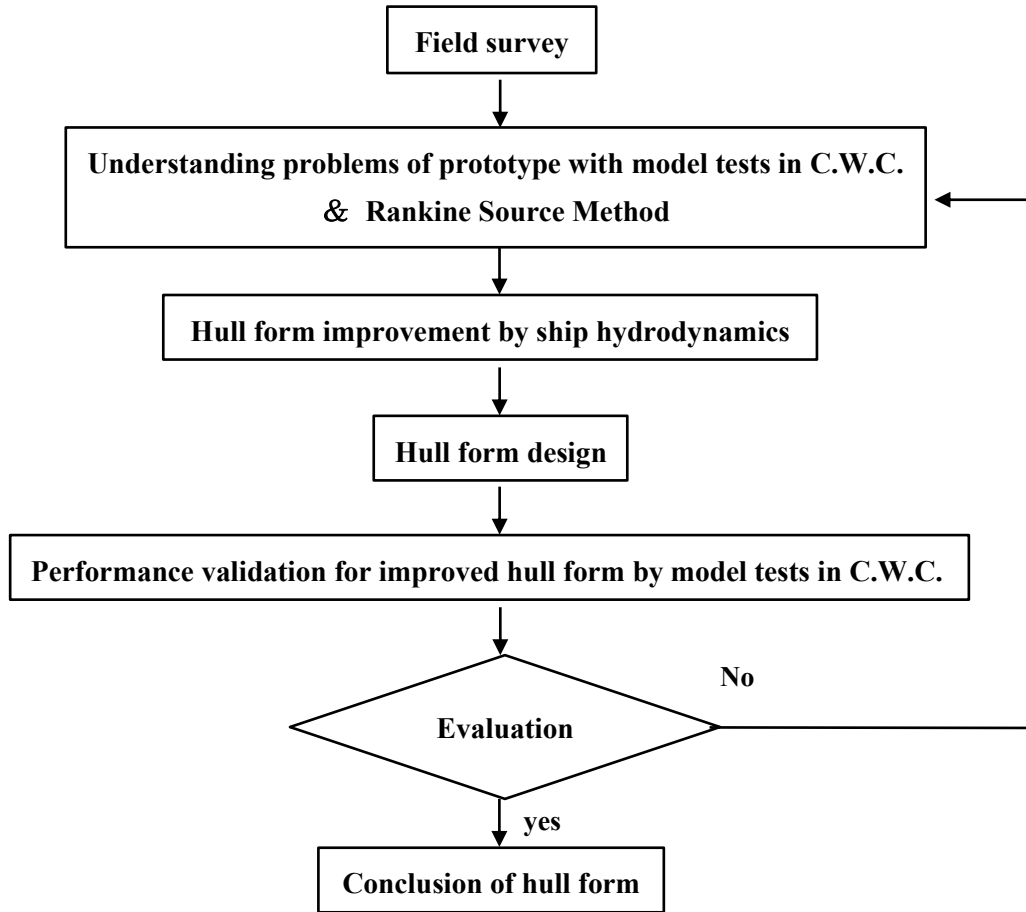 Field survey
Understanding problems of prototype with model tests in C.W.C.
& Rankine Source Method
Hull form improvement by ship hydrodynamics
Hull form design
Performance validation for improved hull form by model tests in C.W.C.
No
Evaluation
yes
Conclusion of hull form